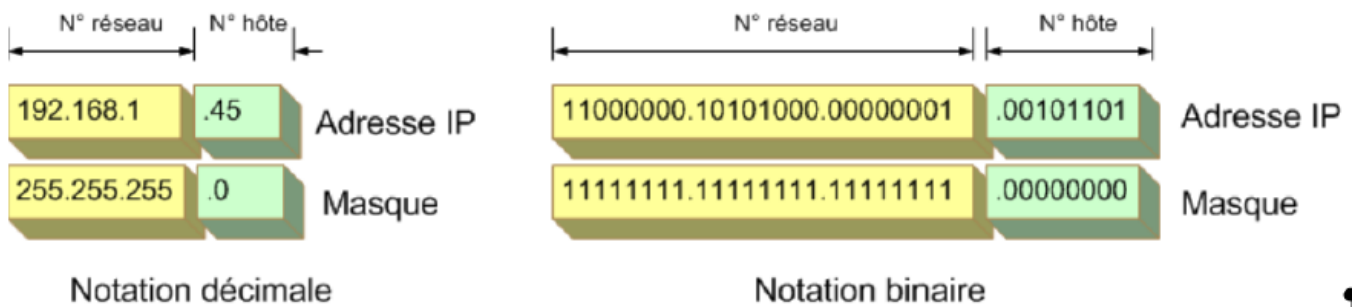 N° réseau N° hôte N° réseau N° hôte
192.168.1 .45 Adresse IP 11000000.10101000.00000001 .00101101 Adresse IP
255.255.255 .0 Masque 11111111.11111111.11111111 .00000000 Masque
Notation décimale Notation binaire